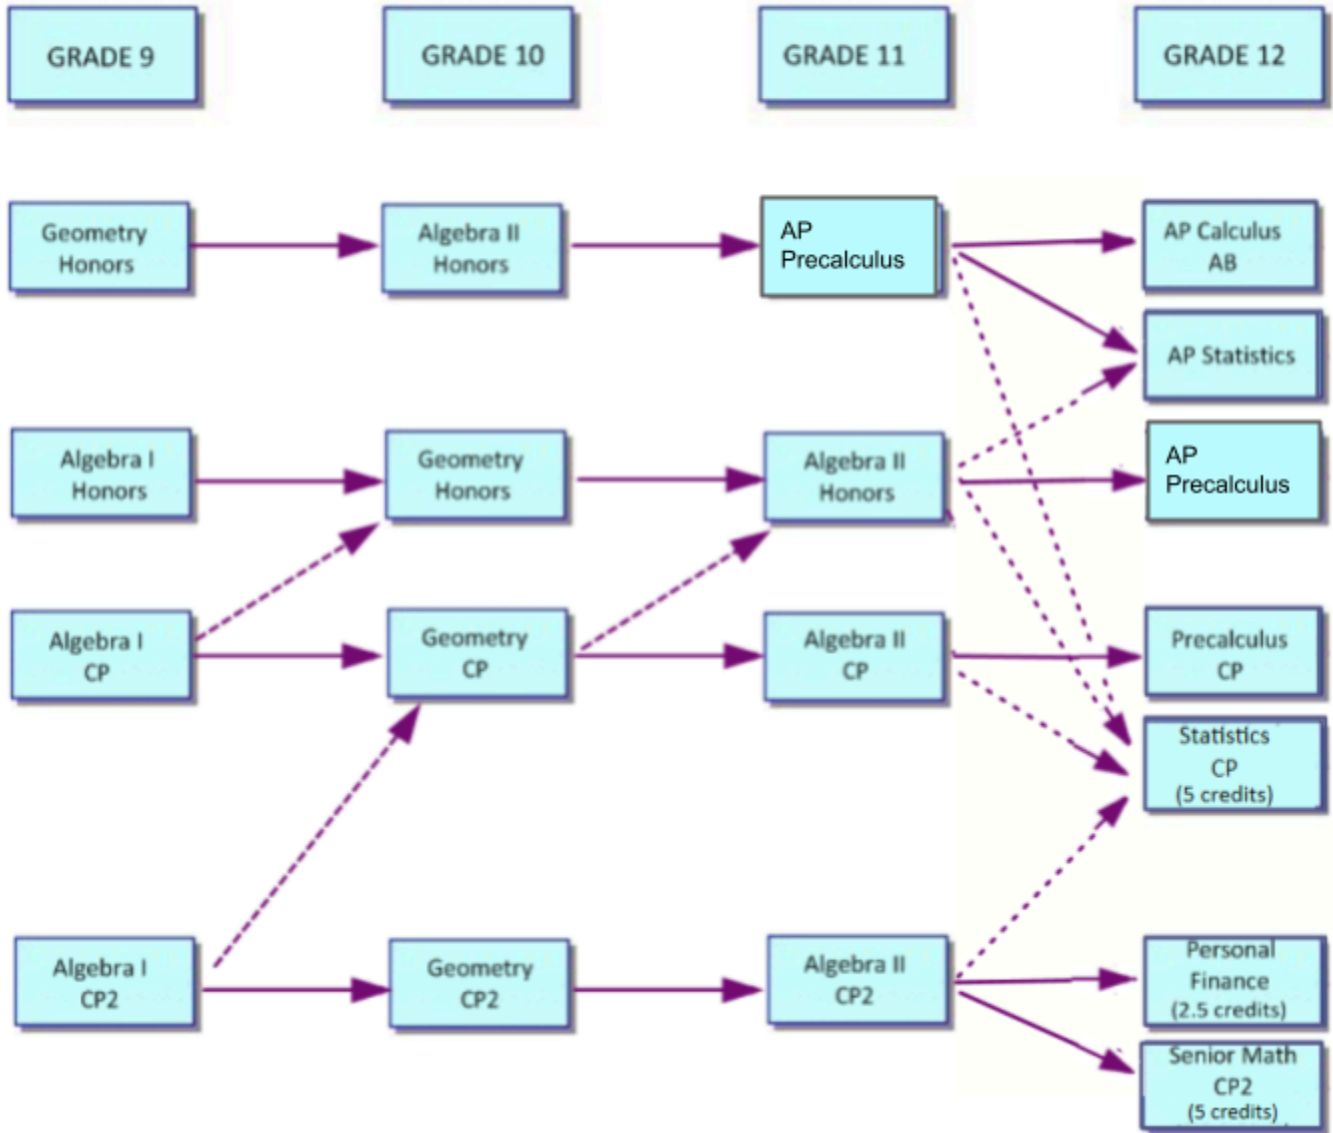 GRADE 9
GRADE 10
GRADE 11
GRADE 12
Geometry
Honors
Algebra II
Honors
AP
Precalculus
AP Calculus
AB
AP Statistics
Algebra I
Honors
Geometry
Honors
Algebra II
Honors
AP
Precalculus
Algebra I
CP
Geometry
CP
Algebra II
CP
Precalculus
CP
Statistics
CP
(5 credits)
Algebra I
CP2
Geometry
CP2
Algebra II
CP2
Personal
Finance
(2.5 credits)
Senior Math
CP2
(5 credits)